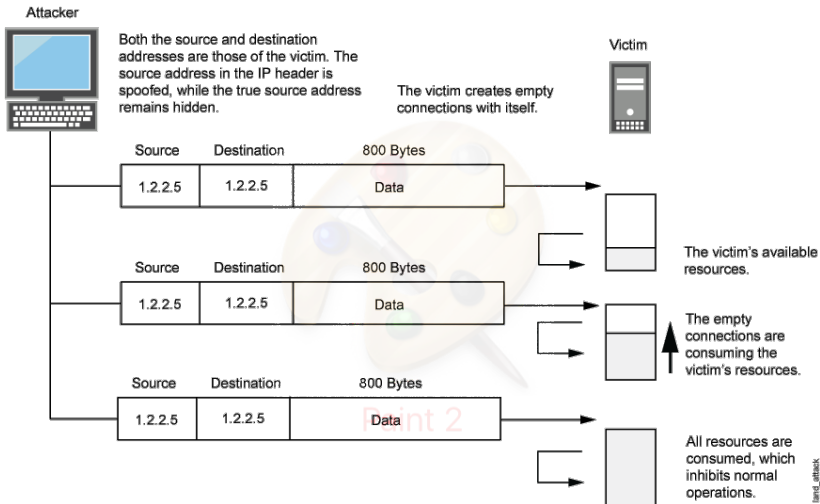 Attacker
Both the source and destination
addresses are those of the victim. The
source address in the IP header is
spoofed, while the true source address
remains hidden.
The victim creates empty
connections with itself.
Victim
Source Destination 800 Bytes
1.2.2.5 1.2.2.5 Data
The victim's available
resources.
Source Destination 800 Bytes
1.2.2.5 1.2.2.5 Data
The empty
connections are
consuming the
victim's resources.
Source Destination 800 Bytes
1.2.2.5 1.2.2.5 Data
Paint 2
All resources are
consumed, which
inhibits normal
operations.
land_attack